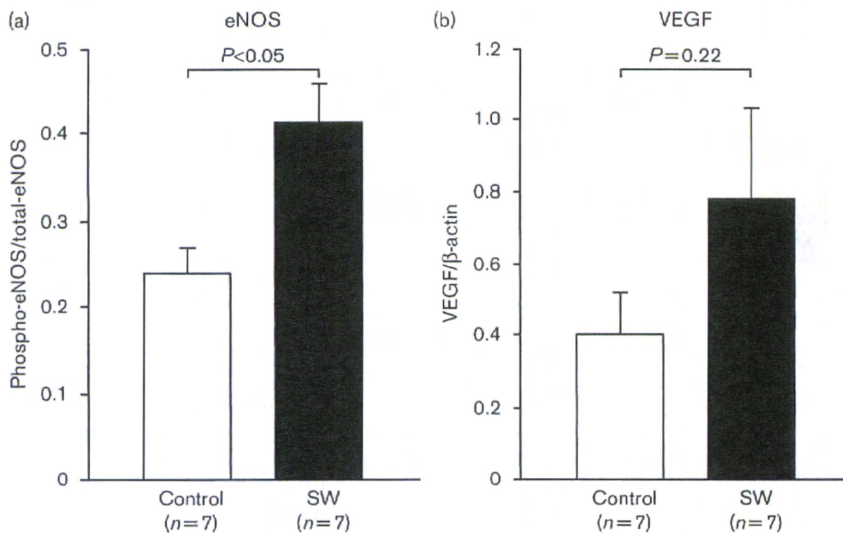 (a)
eNOS
P<0.05
0.5
0.4
0.3
0.2
0.1
0
Phospho-eNOS/total-eNOS
Control
(n=7)
SW
(n=7)
(b)
VEGF
P=0.22
1.2
1.0
0.8
0.6
0.4
0.2
0
VEGF/β-actin
Control
(n=7)
SW
(n=7)